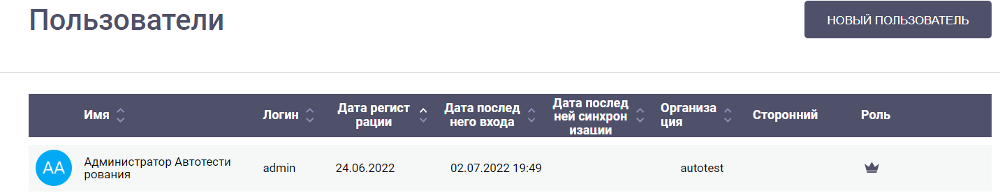 Пользователи
НОВЫЙ ПОЛЬЗОВАТЕЛЬ
Имя
Логин
Дата регист
рации
Дата послед
него входа
Дата послед
ней синхрон
изации
Организа
ция
Сторонний
Роль
АА
Администратор Автотести
рования
admin
24.06.2022
02.07.2022 19:49
autotest